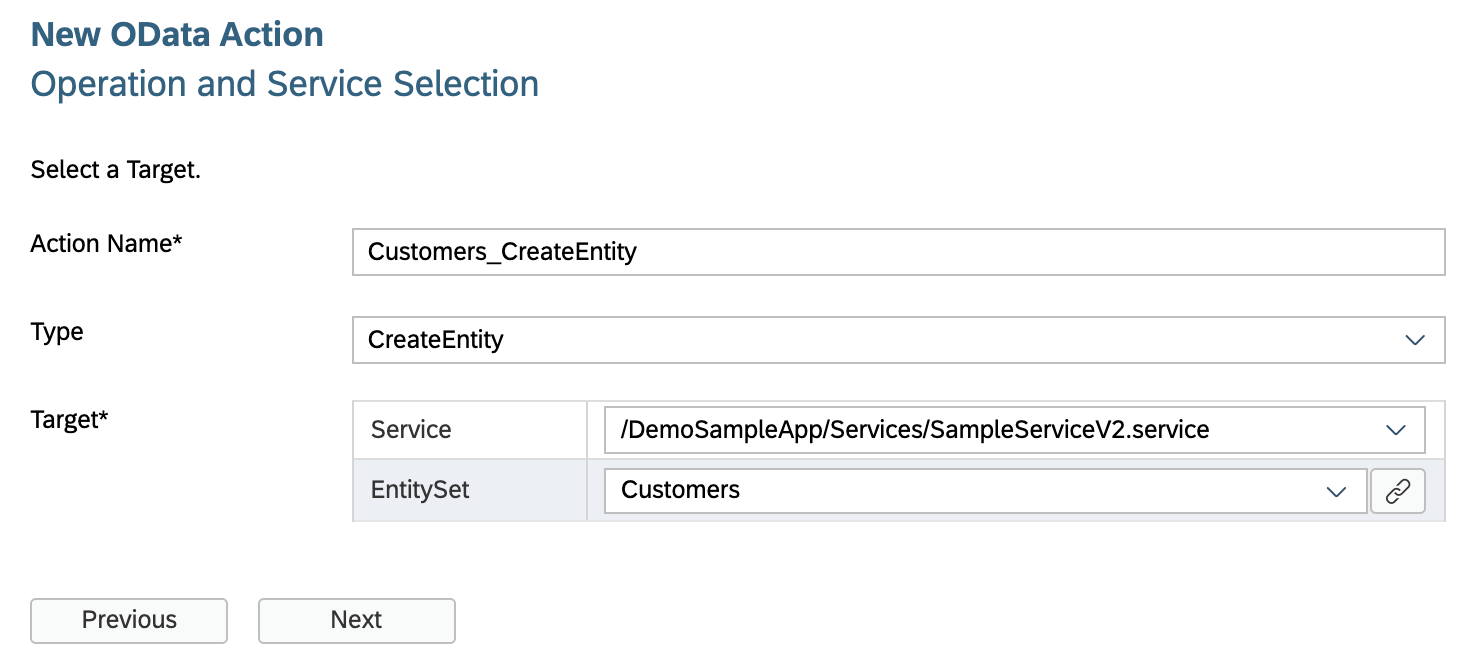 New OData Action
Operation and Service Selection
Select a Target.
Action Name* Customers_CreateEntity
Type CreateEntity
Target* Service /DemoSampleApp/Services/SampleServiceV2.service
EntitySet Customers
Previous Next